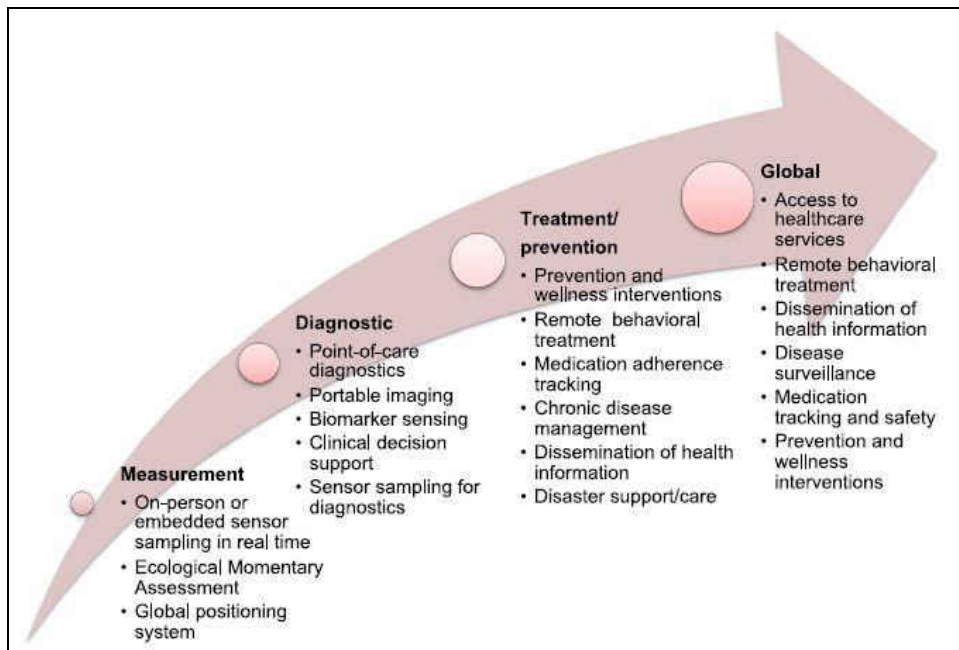 Measurement
• On-person or
embedded sensor
sampling in real time
• Ecological Momentary
Assessment
• Global positioning
system
Diagnostic
• Point-of-care
diagnostics
• Portable imaging
• Biomarker sensing
• Clinical decision
support
• Sensor sampling for
diagnostics
Treatment/
prevention
• Prevention and
wellness interventions
• Remote behavioral
treatment
• Medication adherence
tracking
• Chronic disease
management
• Dissemination of health
information
• Disaster support/care
Global
• Access to
healthcare
services
• Remote behavioral
treatment
• Dissemination of
health information
• Disease
surveillance
• Medication
tracking and safety
• Prevention and
wellness
interventions